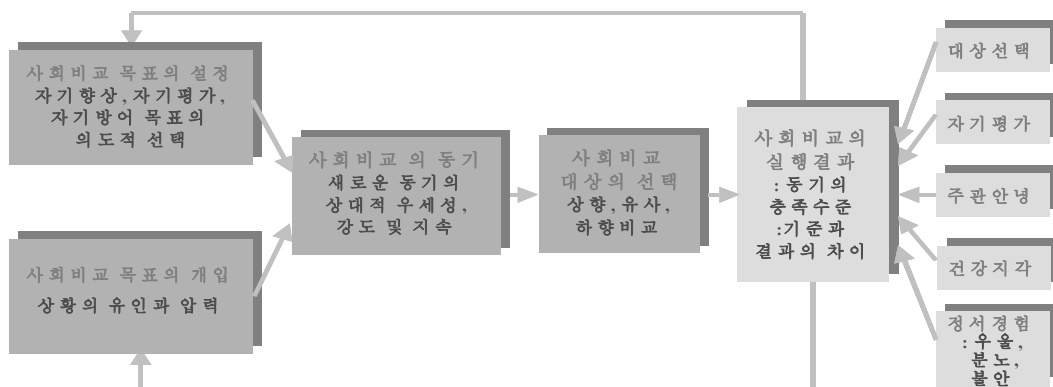 사회비교 목표의 설정
자기향상, 자기평가,
자기방어 목표의
의도적 선택
사회비교 목표의 개입
상황의 유인과 압력
사회비교의 동기
새로운 동기의
상대적 우세성,
강도 및 지속
사회비교
대상의 선택
상향, 유사,
하향비교
사회비교의
실행결과
:동기의
충족수준
:기준과
결과의 차이
대상선택
자기평가
주관안녕
건강지각
정서경험
:우울,
분노,
불안